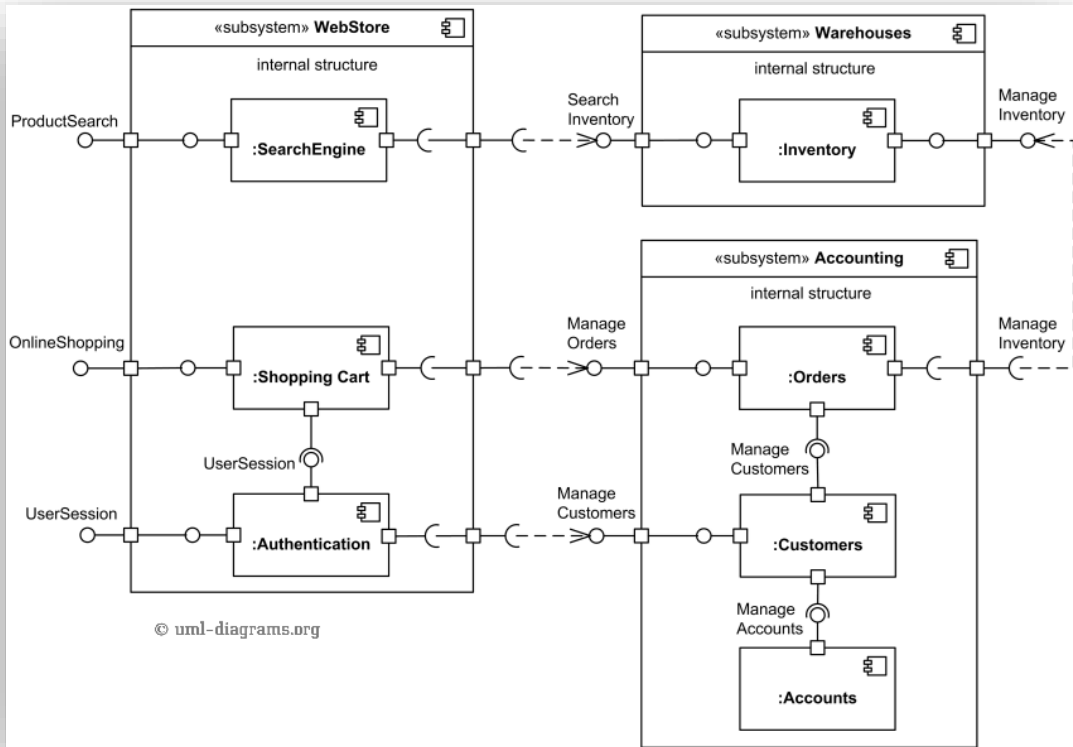 «subsystem» WebStore
internal structure
ProductSearch
:SearchEngine
OnlineShopping
:Shopping Cart
UserSession
UserSession
:Authentication
© uml-diagrams.org
Search
Inventory
«subsystem» Warehouses
internal structure
:Inventory
Manage
Inventory
Manage
Orders
«subsystem» Accounting
internal structure
:Orders
Manage
Inventory
Manage
Customers
Manage
Customers
:Customers
Manage
Accounts
:Accounts